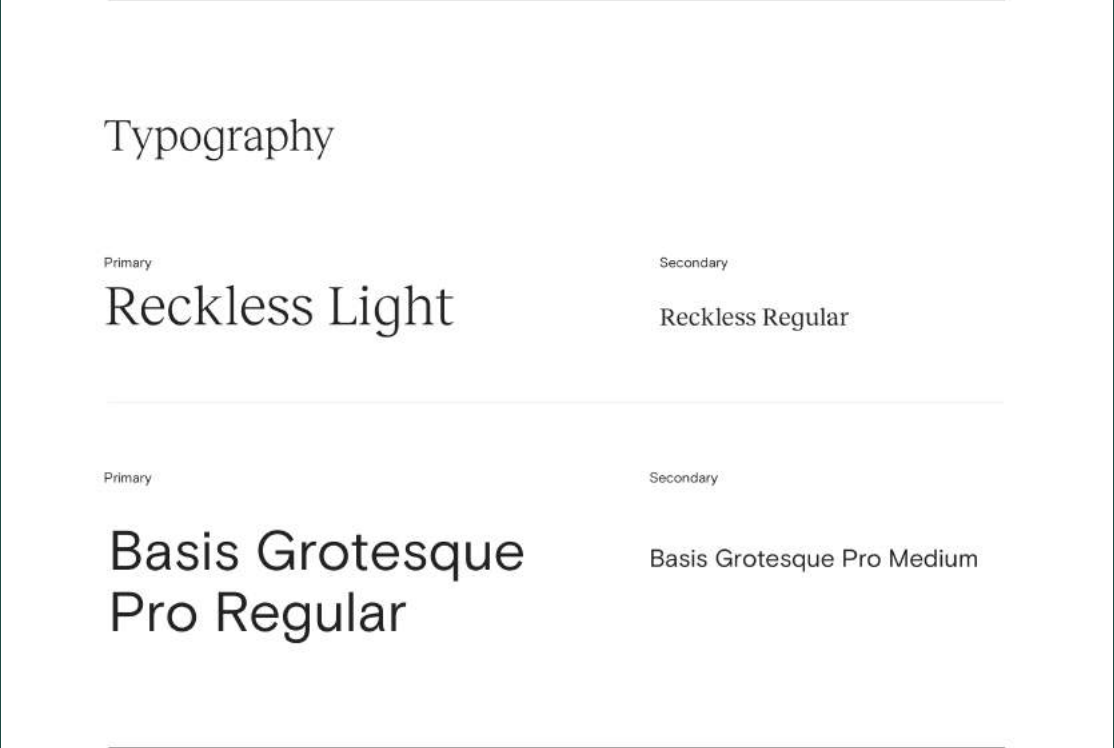 Typography
Primary
Reckless Light
Secondary
Reckless Regular
Primary
Basis Grotesque
Pro Regular
Secondary
Basis Grotesque Pro Medium